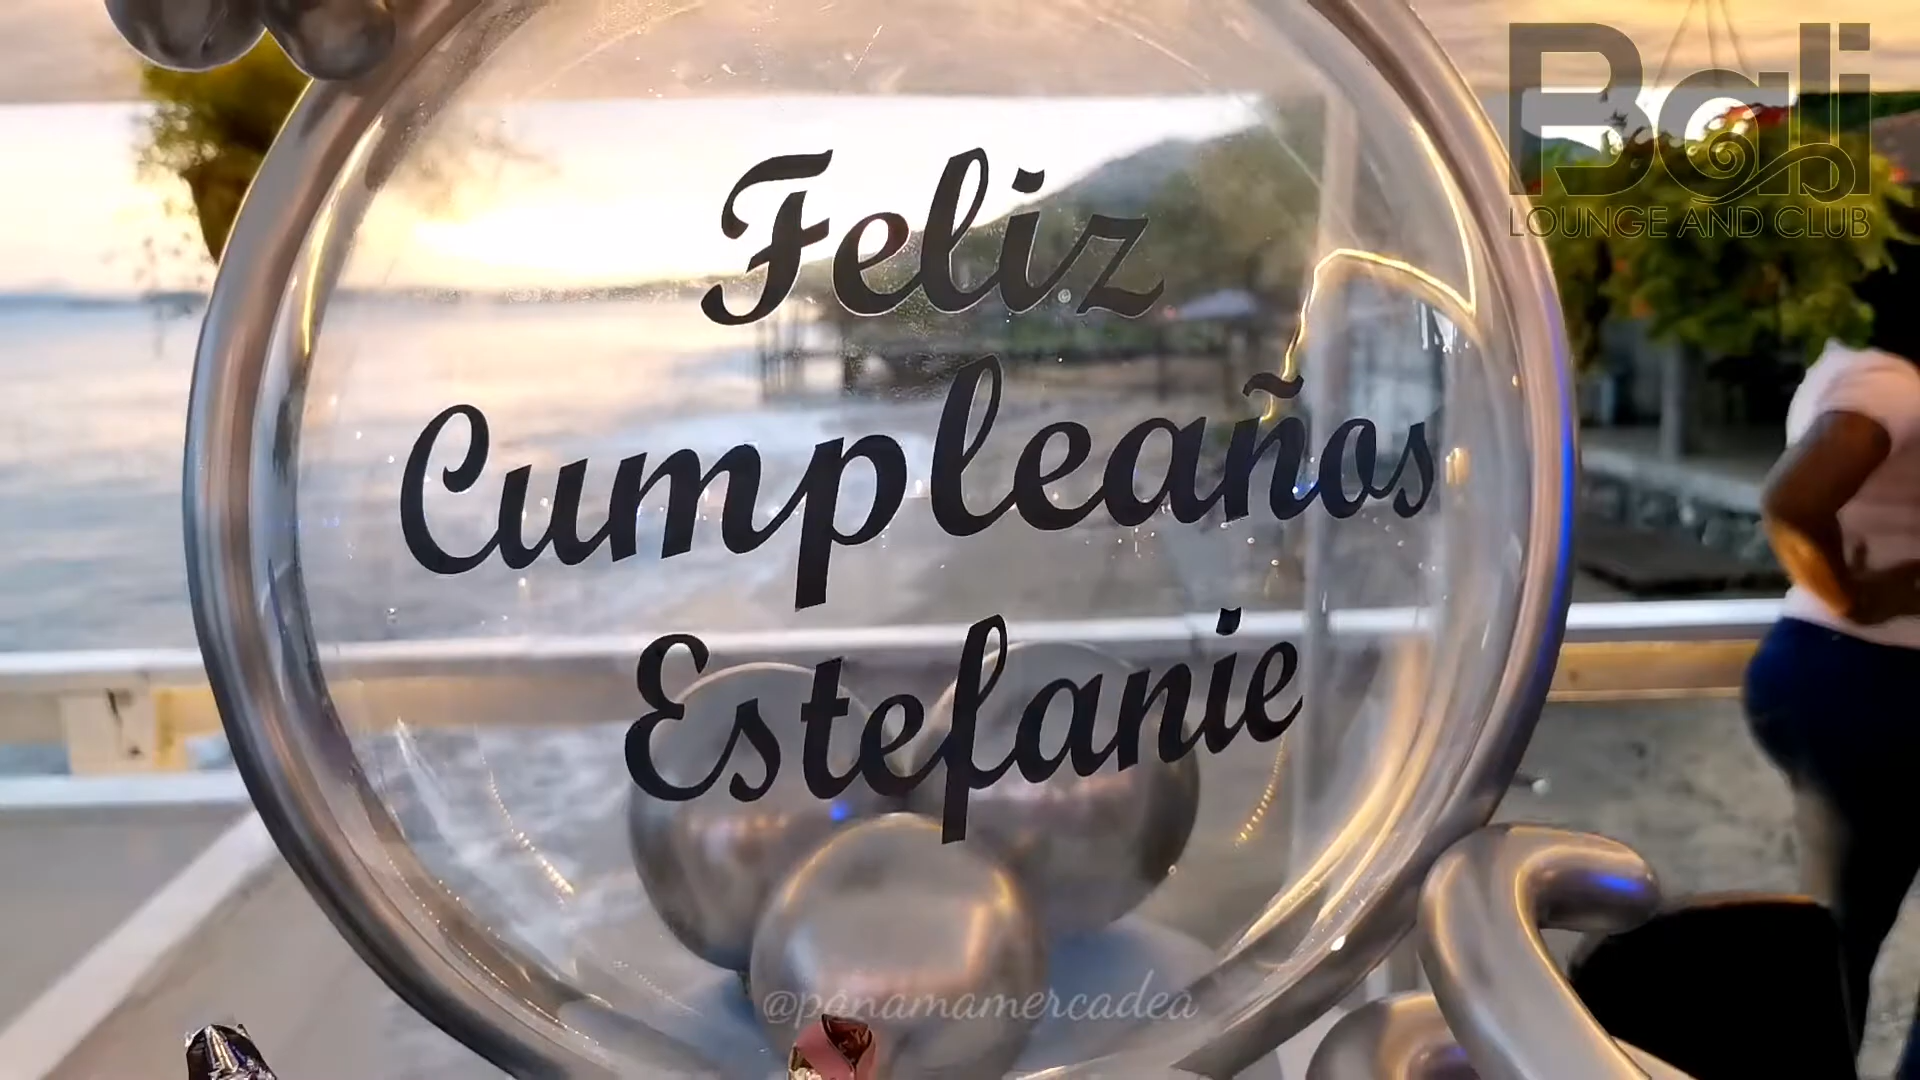 Bali
LOUNGE AND CLUB
Feliz
Cumpleaños
Estefanie
@panamamercadea